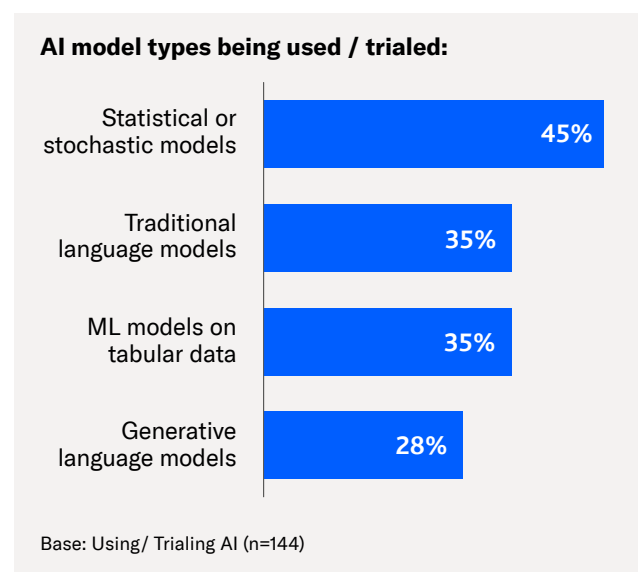 AI model types being used / trialed:
Statistical or
stochastic models
45%
Traditional
language models
35%
ML models on
tabular data
35%
Generative
language models
28%
Base: Using/ Trialing AI (n=144)